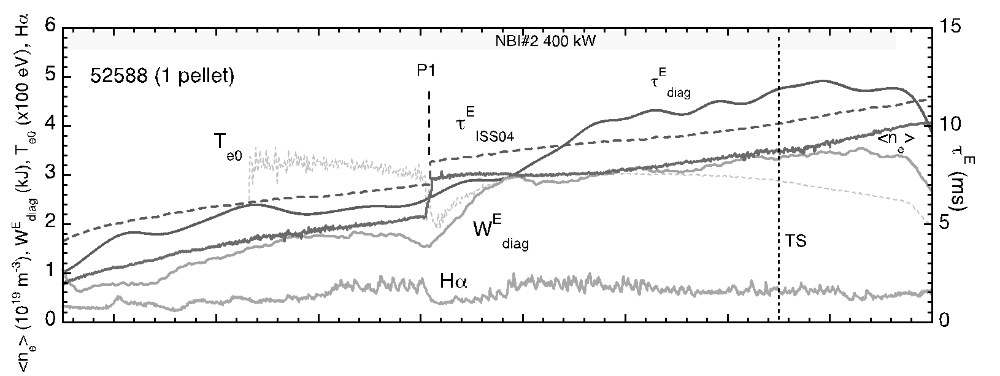 NBI#2 400 kW
52588 (1 pellet)
P1
τ^E_diag
τ^E_ISS04
T_e0
<n_e>
W^E_diag
TS
Hα
6
5
4
3
2
1
0
15
10
5
0
<n_e> (10^19 m^-3), W^E_diag (kJ), T_e0 (x100 eV), Hα
τ^E (ms)